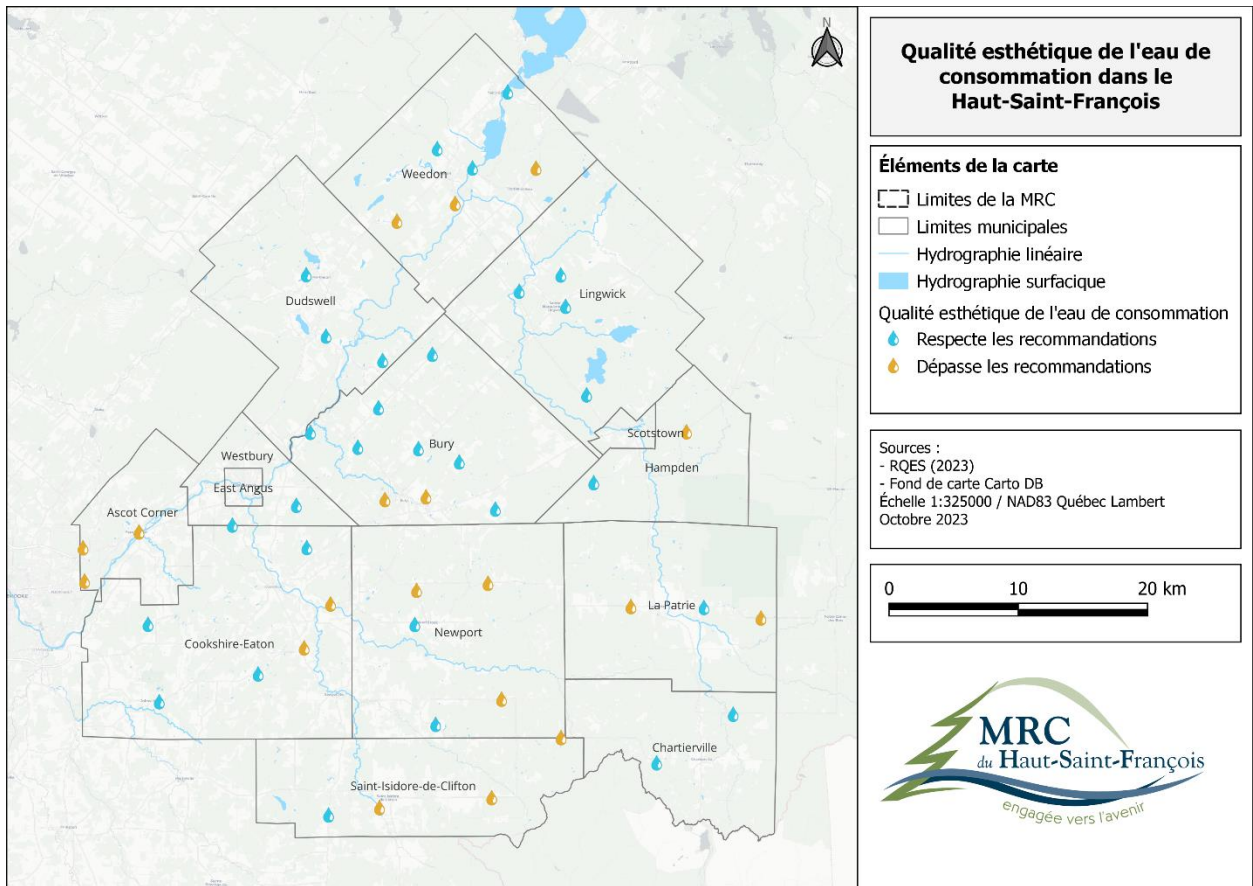 N
Weedon
Dudswell
Lingwick
Scotstown
Bury
Hampden
Westbury
East Angus
Ascot Corner
La Patrie
Newport
Cookshire-Eaton
Chartierville
Saint-Isidore-de-Clifton
Qualité esthétique de l'eau de
consommation dans le
Haut-Saint-François
Éléments de la carte
Limites de la MRC
Limites municipales
Hydrographie linéaire
Hydrographie surfacique
Qualité esthétique de l'eau de consommation
Respecte les recommandations
Dépasse les recommandations
Sources :
- RQES (2023)
- Fond de carte Carto DB
Échelle 1:325000 / NAD83 Québec Lambert
Octobre 2023
0 10 20 km
MRC
du Haut-Saint-François
engagée vers l'avenir